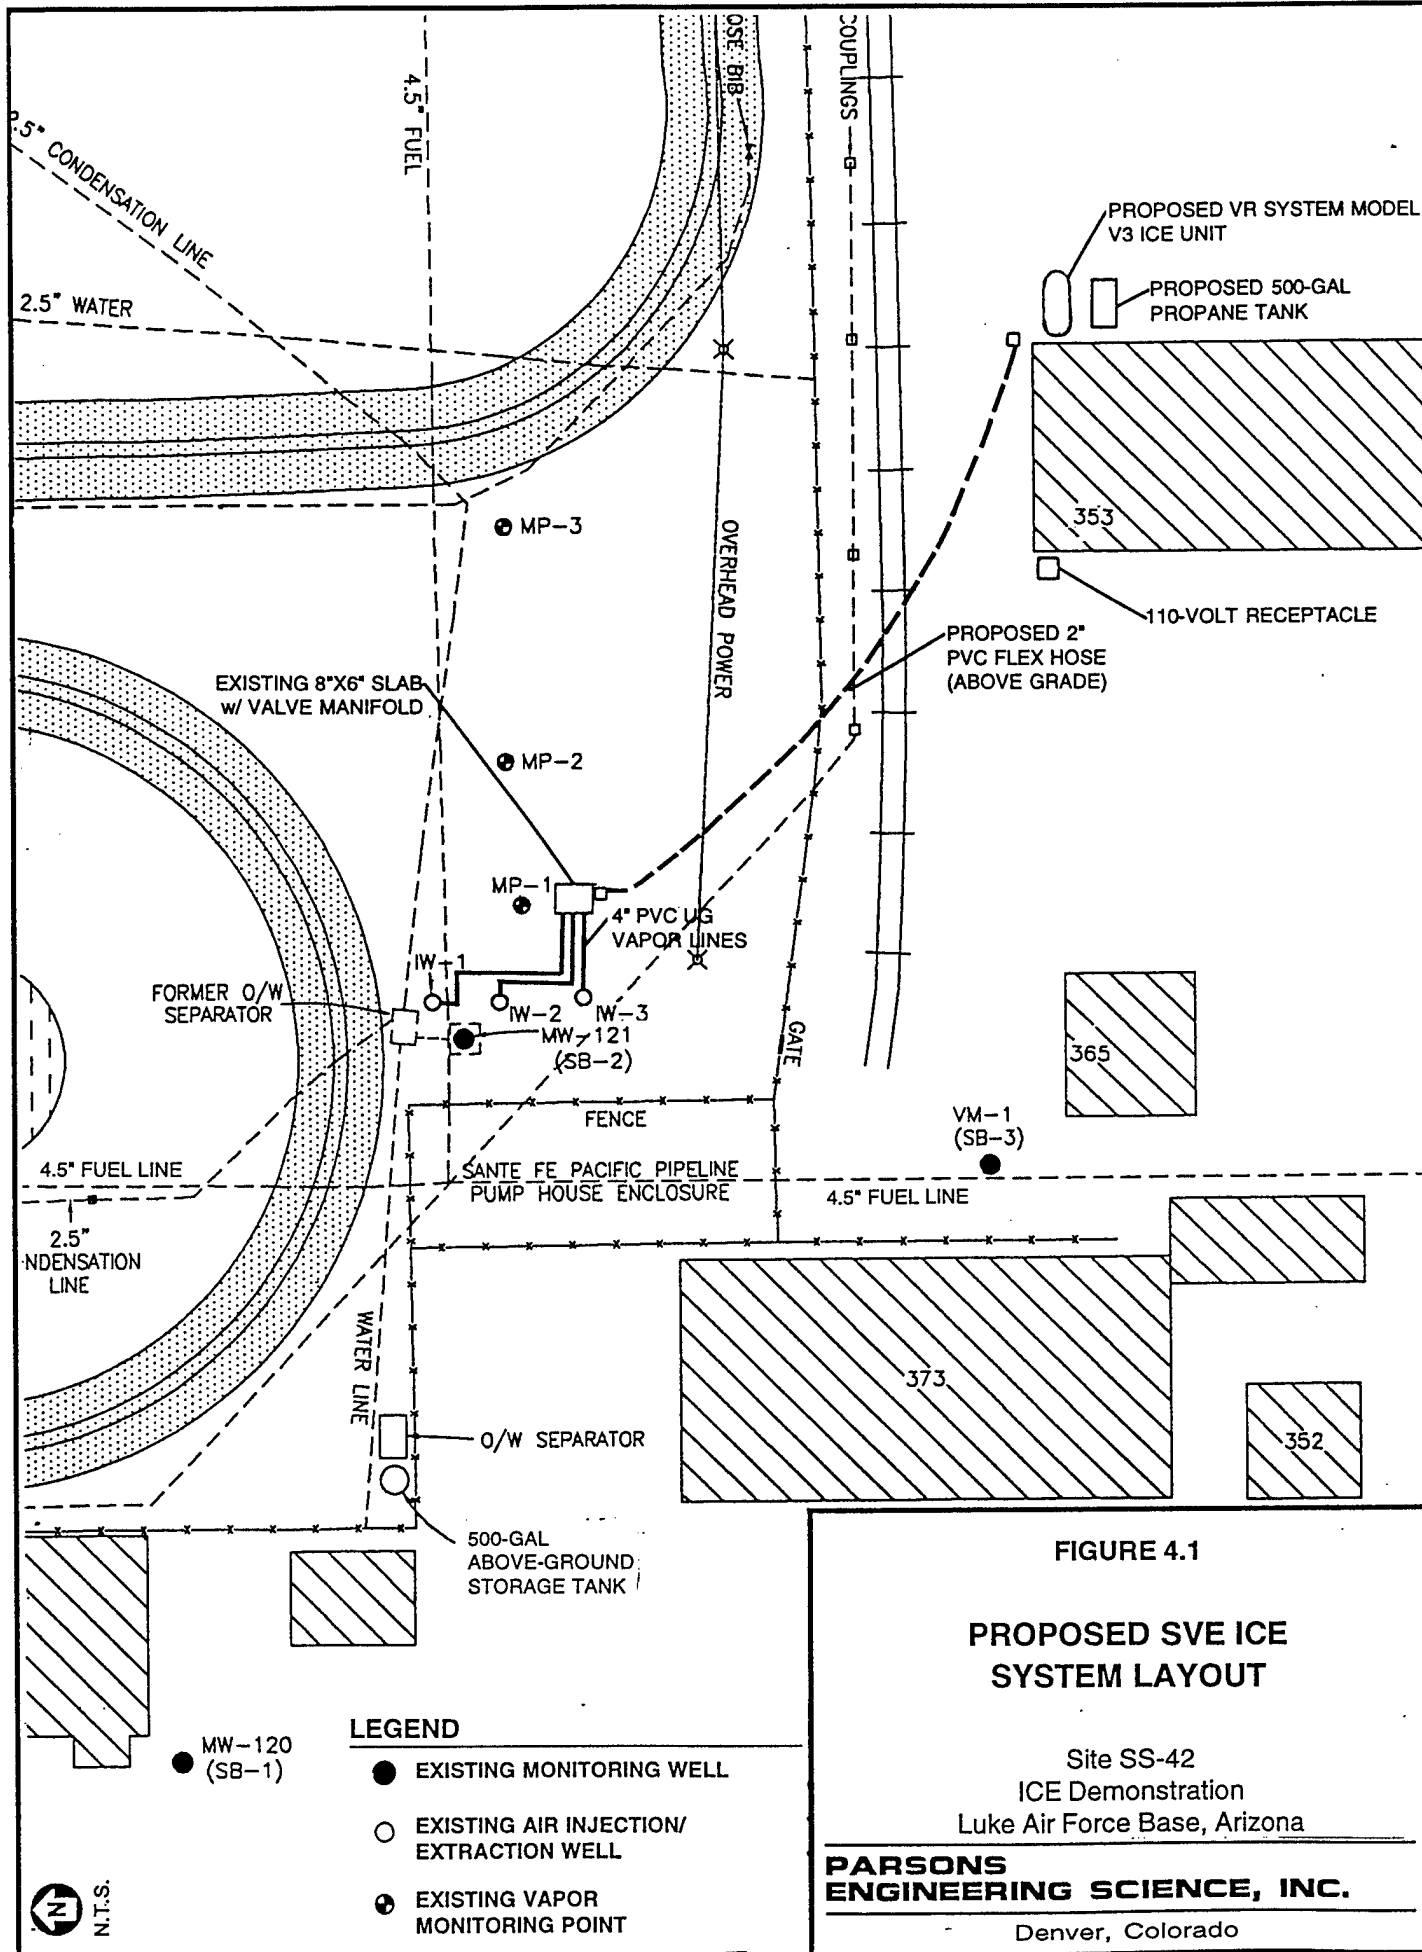 OSE BIB
COUPLINGS
4.5" FUEL
2.5" CONDENSATION LINE
2.5" WATER
PROPOSED VR SYSTEM MODEL
V3 ICE UNIT
PROPOSED 500-GAL
PROPANE TANK
353
110-VOLT RECEPTACLE
MP-3
OVERHEAD POWER
PROPOSED 2"
PVC FLEX HOSE
(ABOVE GRADE)
EXISTING 8"X6" SLAB
w/ VALVE MANIFOLD
MP-2
MP-1
4" PVC UG
VAPOR LINES
IW-1
IW-2
IW-3
FORMER O/W
SEPARATOR
MW-121
(SB-2)
GATE
365
FENCE
VM-1
(SB-3)
4.5" FUEL LINE
SANTE FE PACIFIC PIPELINE
PUMP HOUSE ENCLOSURE
4.5" FUEL LINE
2.5"
NDENSATION
LINE
WATER LINE
373
352
O/W SEPARATOR
500-GAL
ABOVE-GROUND
STORAGE TANK
MW-120
(SB-1)
LEGEND
EXISTING MONITORING WELL
EXISTING AIR INJECTION/
EXTRACTION WELL
EXISTING VAPOR
MONITORING POINT
N
N.T.S.
FIGURE 4.1
PROPOSED SVE ICE
SYSTEM LAYOUT
Site SS-42
ICE Demonstration
Luke Air Force Base, Arizona
PARSONS
ENGINEERING SCIENCE, INC.
Denver, Colorado